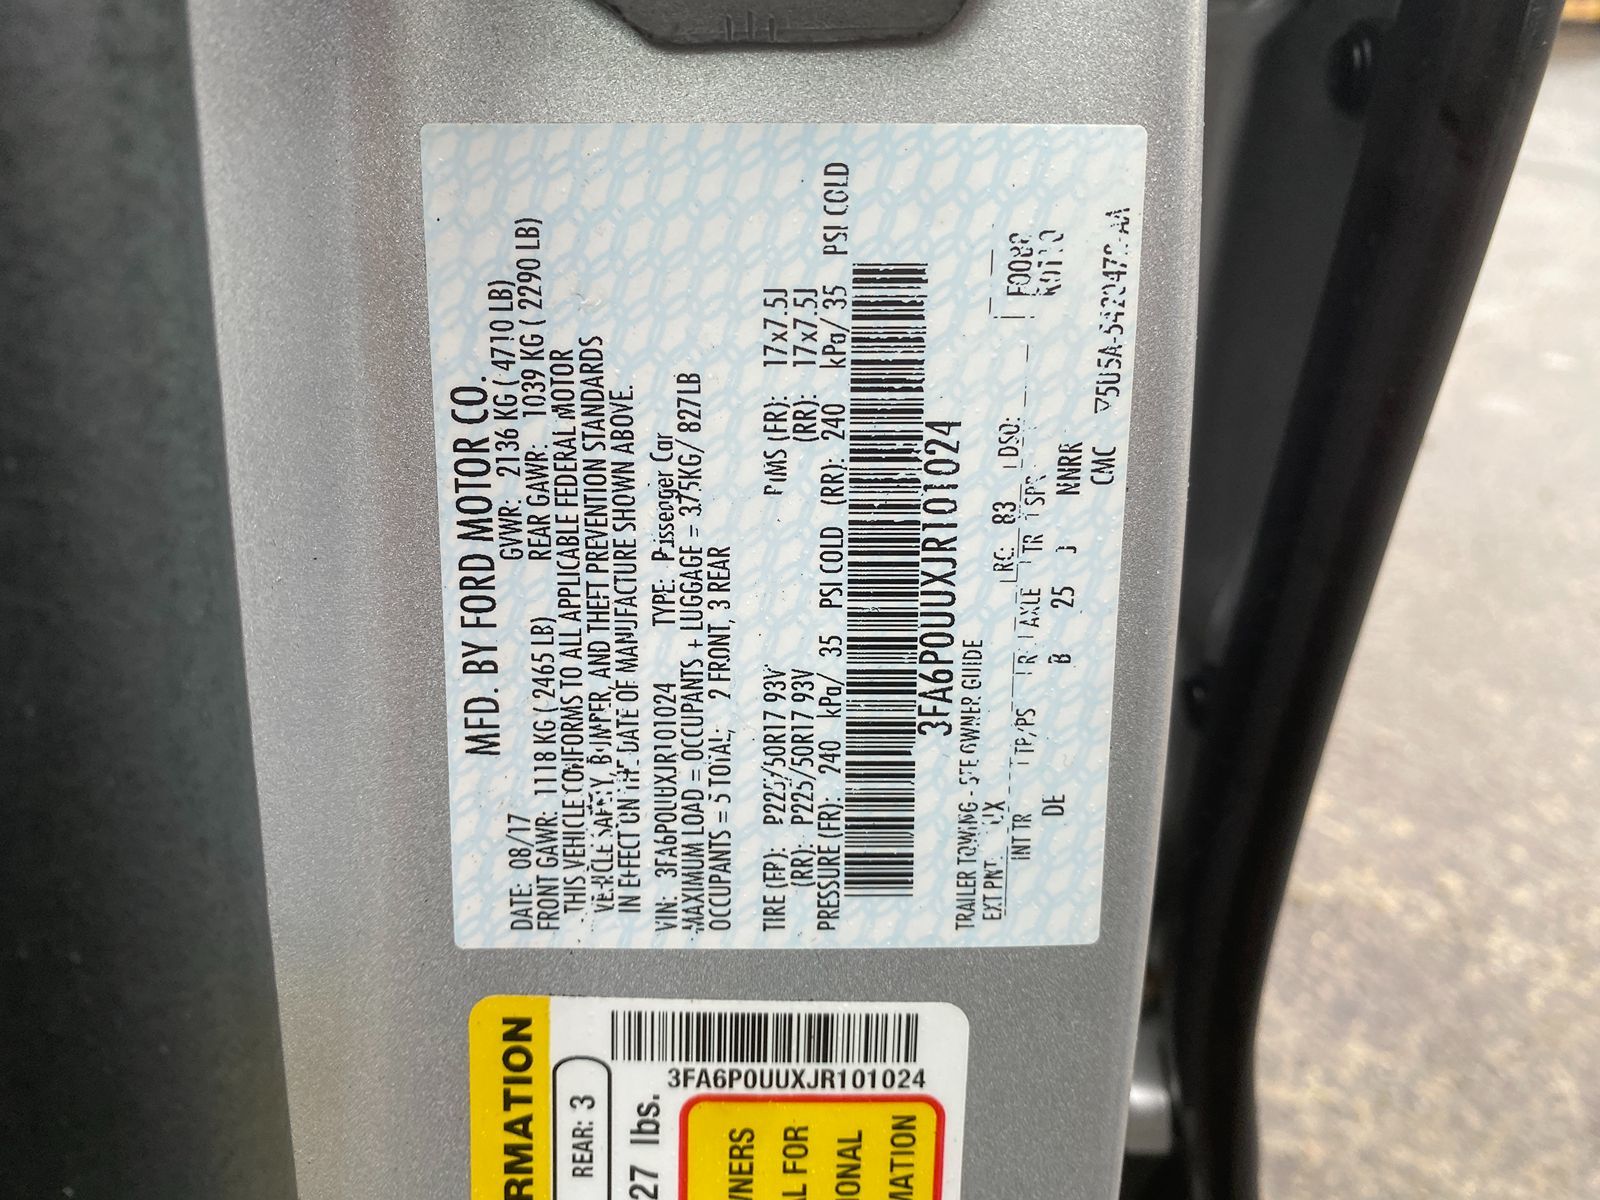 MFD. BY FORD MOTOR CO.
DATE: 08/17 GVWR: 2136 KG ( 4710 LB)
FRONT GAWR: 1118 KG ( 2465 LB) REAR GAWR: 1039 KG ( 2290 LB)
THIS VEHICLE CONFORMS TO ALL APPLICABLE FEDERAL MOTOR
VEHICLE SAFETY, BUMPER, AND THEFT PREVENTION STANDARDS
IN EFFECT ON THE DATE OF MANUFACTURE SHOWN ABOVE.
VIN: 3FA6P0UUXJR101024 TYPE: Passenger Car
MAXIMUM LOAD = OCCUPANTS + LUGGAGE = 375KG/ 827LB
OCCUPANTS = 5 TOTAL; 2 FRONT, 3 REAR
TIRE (FR): P225/50R17 93V RIMS (FR): 17x7.5J
(RR): P225/50R17 93V (RR): 17x7.5J
PRESSURE (FR): 240 kPa/ 35 PSI COLD (RR): 240 kPa/ 35 PSI COLD
3FA6P0UUXJR101024
TRAILER TOWING - SEE OWNER GUIDE
EXT PNT: UX RC: 83 DSO:
INT TR TP/PS R AXLE TR SPR
DE B 25 J NNRR
CMC
RMATION
REAR: 3
27 lbs.
3FA6P0UUXJR101024
WNERS
L FOR
IONAL
MATION